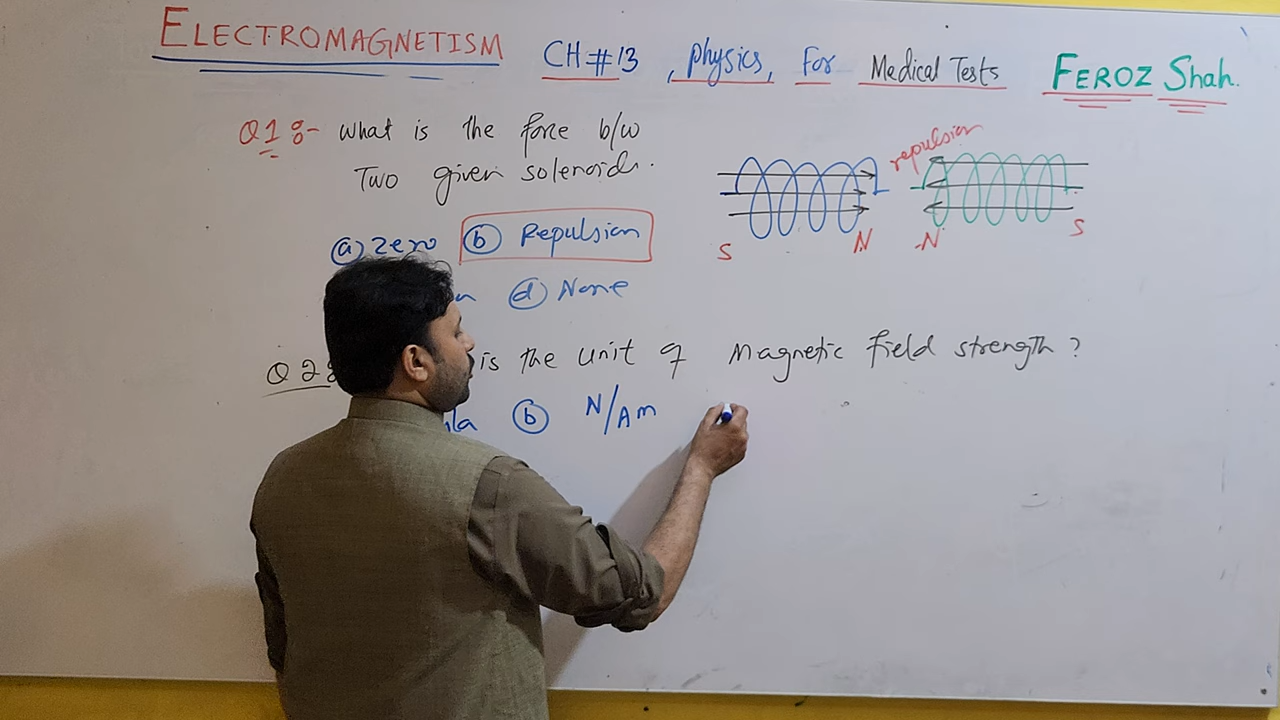 ELECTROMAGNETISM CH#13, Physics, For Medical Tests FEROZ Shah.
Q1:- What is the force b/w
Two given solenoids.
repulsion
S N N S
(a) zero (b) Repulsion
(d) None
Q2: is the unit of Magnetic field strength?
(b) N/Am